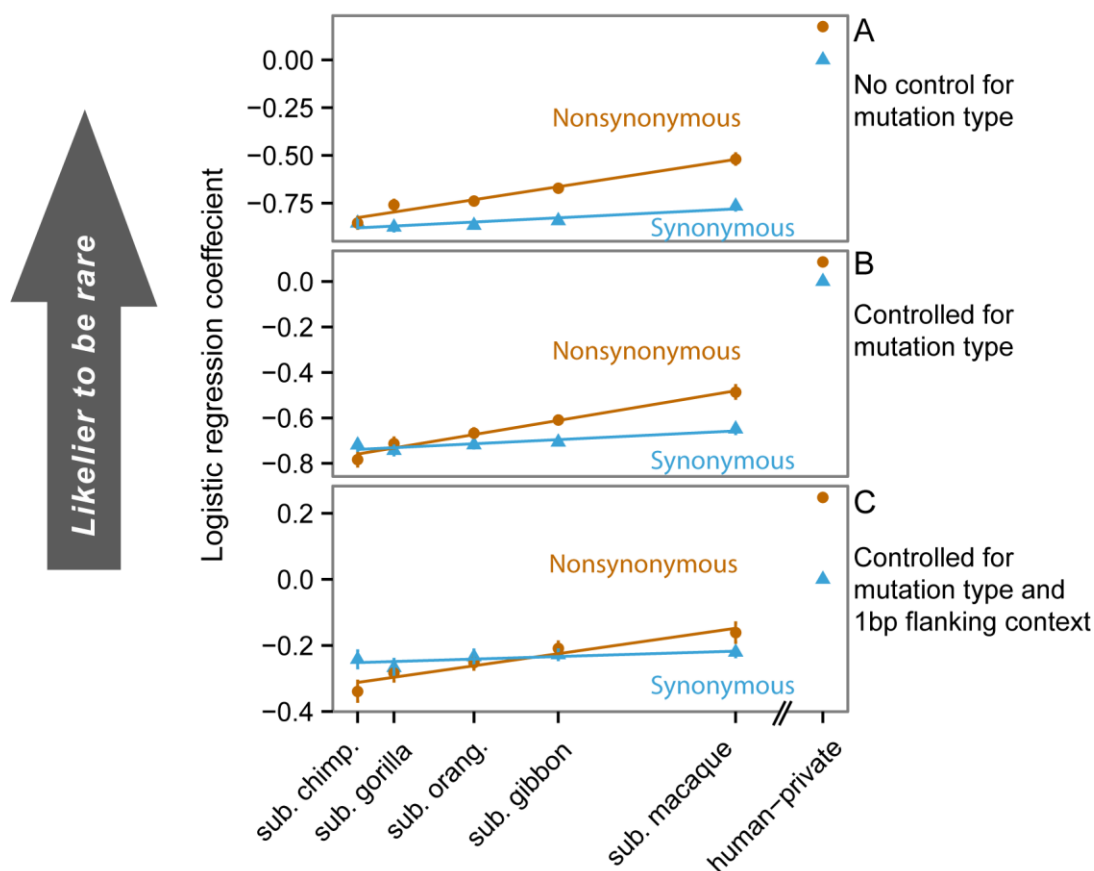 Likelier to be rare
Logistic regression coeffecient
A
No control for
mutation type
0.00
−0.25
−0.50
−0.75
Nonsynonymous
Synonymous
B
Controlled for
mutation type
0.0
−0.2
−0.4
−0.6
−0.8
Nonsynonymous
Synonymous
C
Controlled for
mutation type and
1bp flanking context
0.2
0.0
−0.2
−0.4
Nonsynonymous
Synonymous
sub. chimp.
sub. gorilla
sub. orang.
sub. gibbon
sub. macaque
human−private